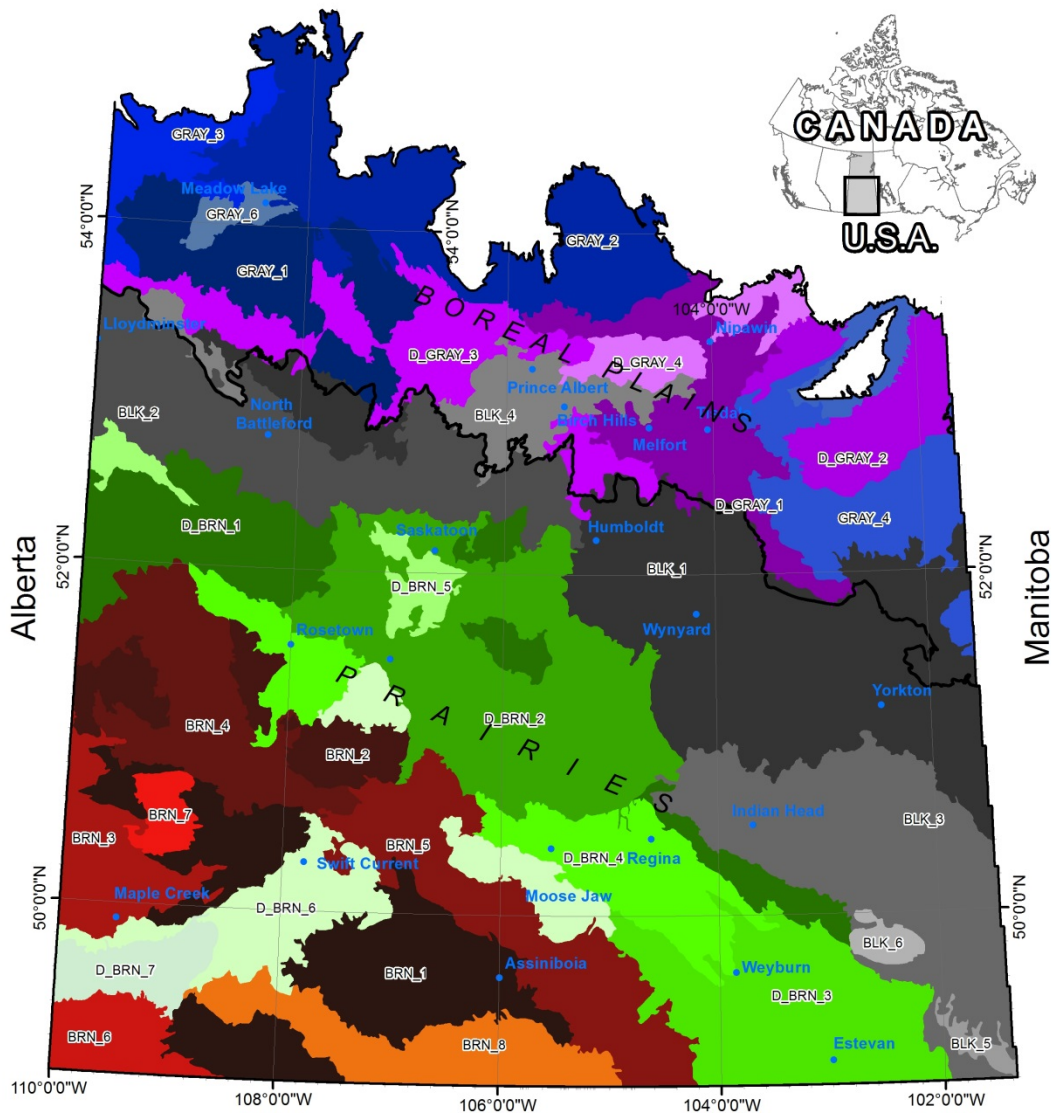 CANADA
U.S.A.
GRAY_3
Meadow Lake
GRAY_6
54°0'0"N
54°0'0"N
GRAY_2
GRAY_1
BOREAL PLAINS
104°0'0"W
Lloydminster
Nipawin
D_GRAY_3
D_GRAY_4
Prince Albert
BLK_2
North
Battleford
BLK_4
Birch Hills
Tisdale
Melfort
D_GRAY_2
D_GRAY_1
GRAY_4
D_BRN_1
Saskatoon
Humboldt
52°0'0"N
52°0'0"N
BLK_1
D_BRN_5
Alberta
Manitoba
Rosetown
Wynyard
PRAIRIES
Yorkton
BRN_4
D_BRN_2
BRN_2
BRN_7
Indian Head
BLK_3
BRN_3
BRN_5
D_BRN_4
Regina
Swift Current
Maple Creek
Moose Jaw
50°0'0"N
50°0'0"N
D_BRN_6
BLK_6
D_BRN_7
BRN_1
Assiniboia
Weyburn
D_BRN_3
BRN_6
BRN_8
Estevan
BLK_5
110°0'0"W
108°0'0"W
106°0'0"W
104°0'0"W
102°0'0"W